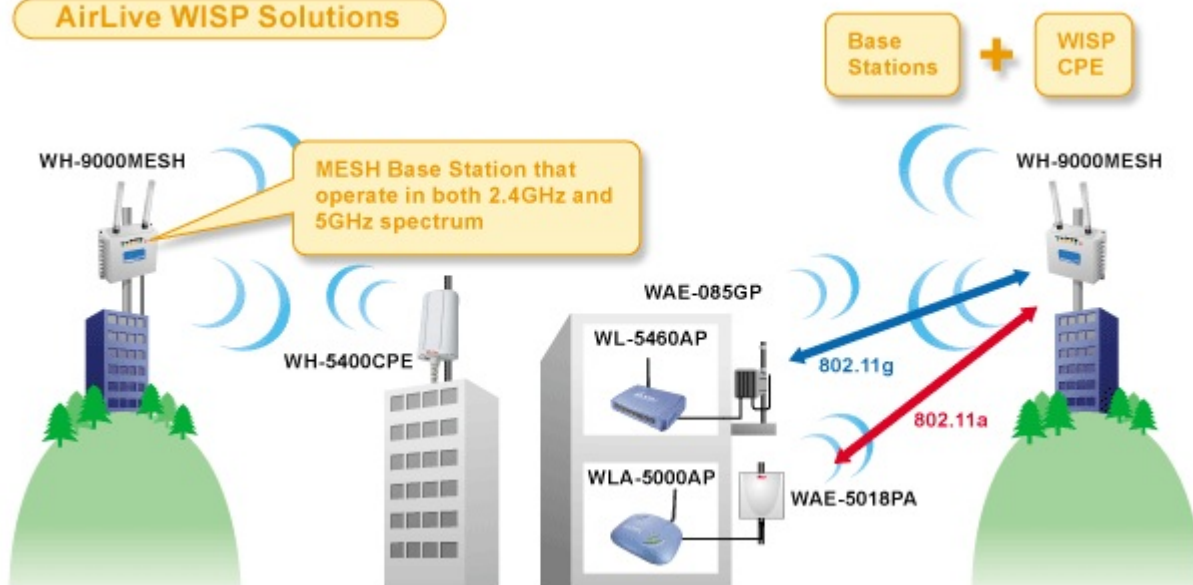 AirLive WISP Solutions
Base
Stations
+
WISP
CPE
WH-9000MESH
MESH Base Station that
operate in both 2.4GHz and
5GHz spectrum
WH-9000MESH
WAE-085GP
WL-5460AP
WH-5400CPE
802.11g
802.11a
WLA-5000AP
WAE-5018PA